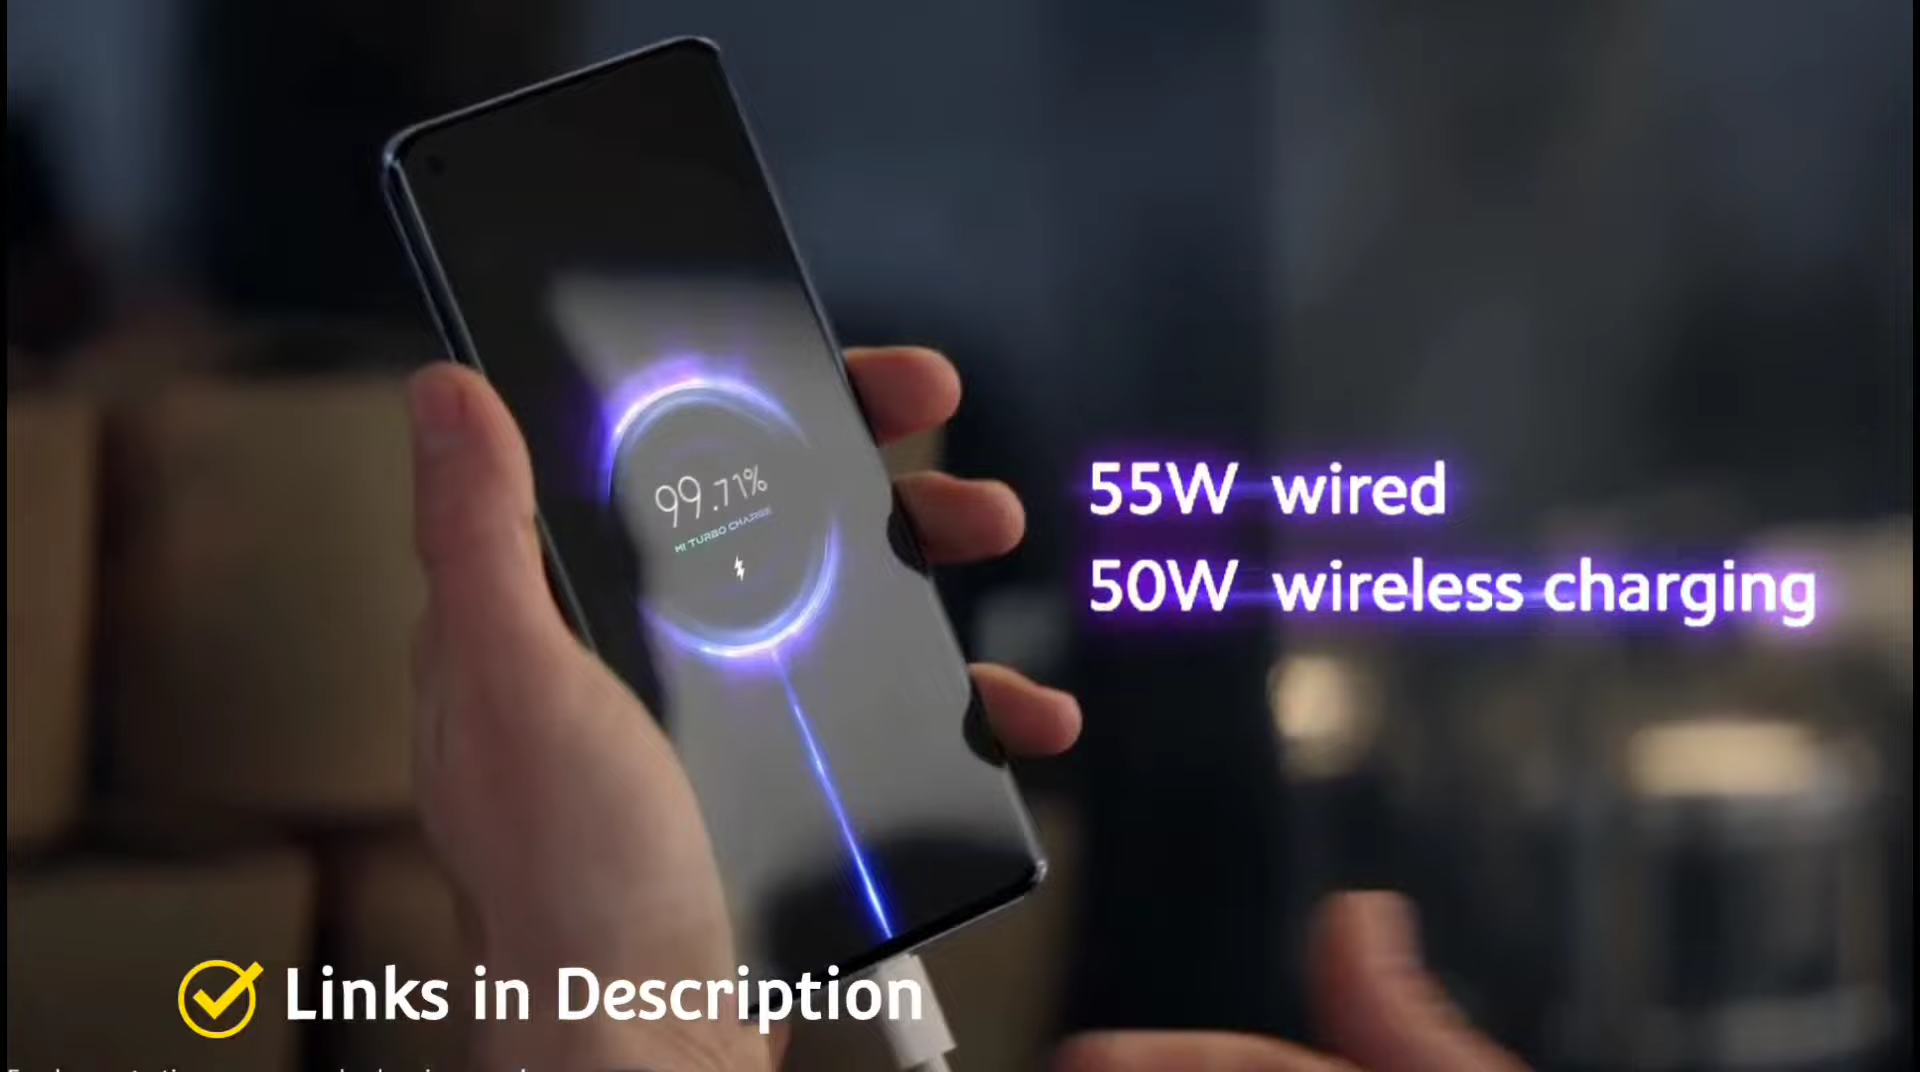 99.71%
MI TURBO CHARGE
55W wired
50W wireless charging
Links in Description